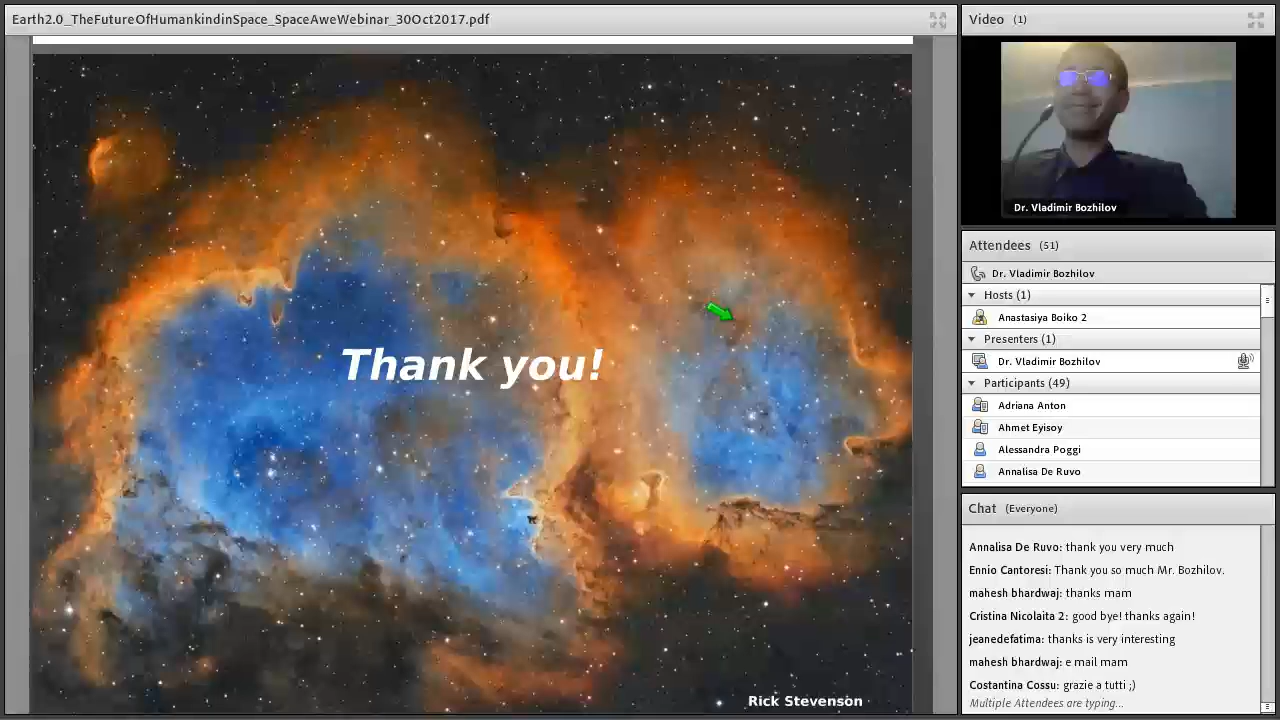 Earth2.0_TheFutureOfHumankindinSpace_SpaceAweWebinar_30Oct2017.pdf
Thank you!
Rick Stevenson
Video (1)
Dr. Vladimir Bozhilov
Attendees (51)
Dr. Vladimir Bozhilov
Hosts (1)
Anastasiya Boiko 2
Presenters (1)
Dr. Vladimir Bozhilov
Participants (49)
Adriana Anton
Ahmet Eyisoy
Alessandra Poggi
Annalisa De Ruvo
Chat (Everyone)
Annalisa De Ruvo: thank you very much
Ennio Cantoresi: Thank you so much Mr. Bozhilov.
mahesh bhardwaj: thanks mam
Cristina Nicolaita 2: good bye! thanks again!
jeanedefatima: thanks is very interesting
mahesh bhardwaj: e mail mam
Costantina Cossu: grazie a tutti ;)
Multiple Attendees are typing...